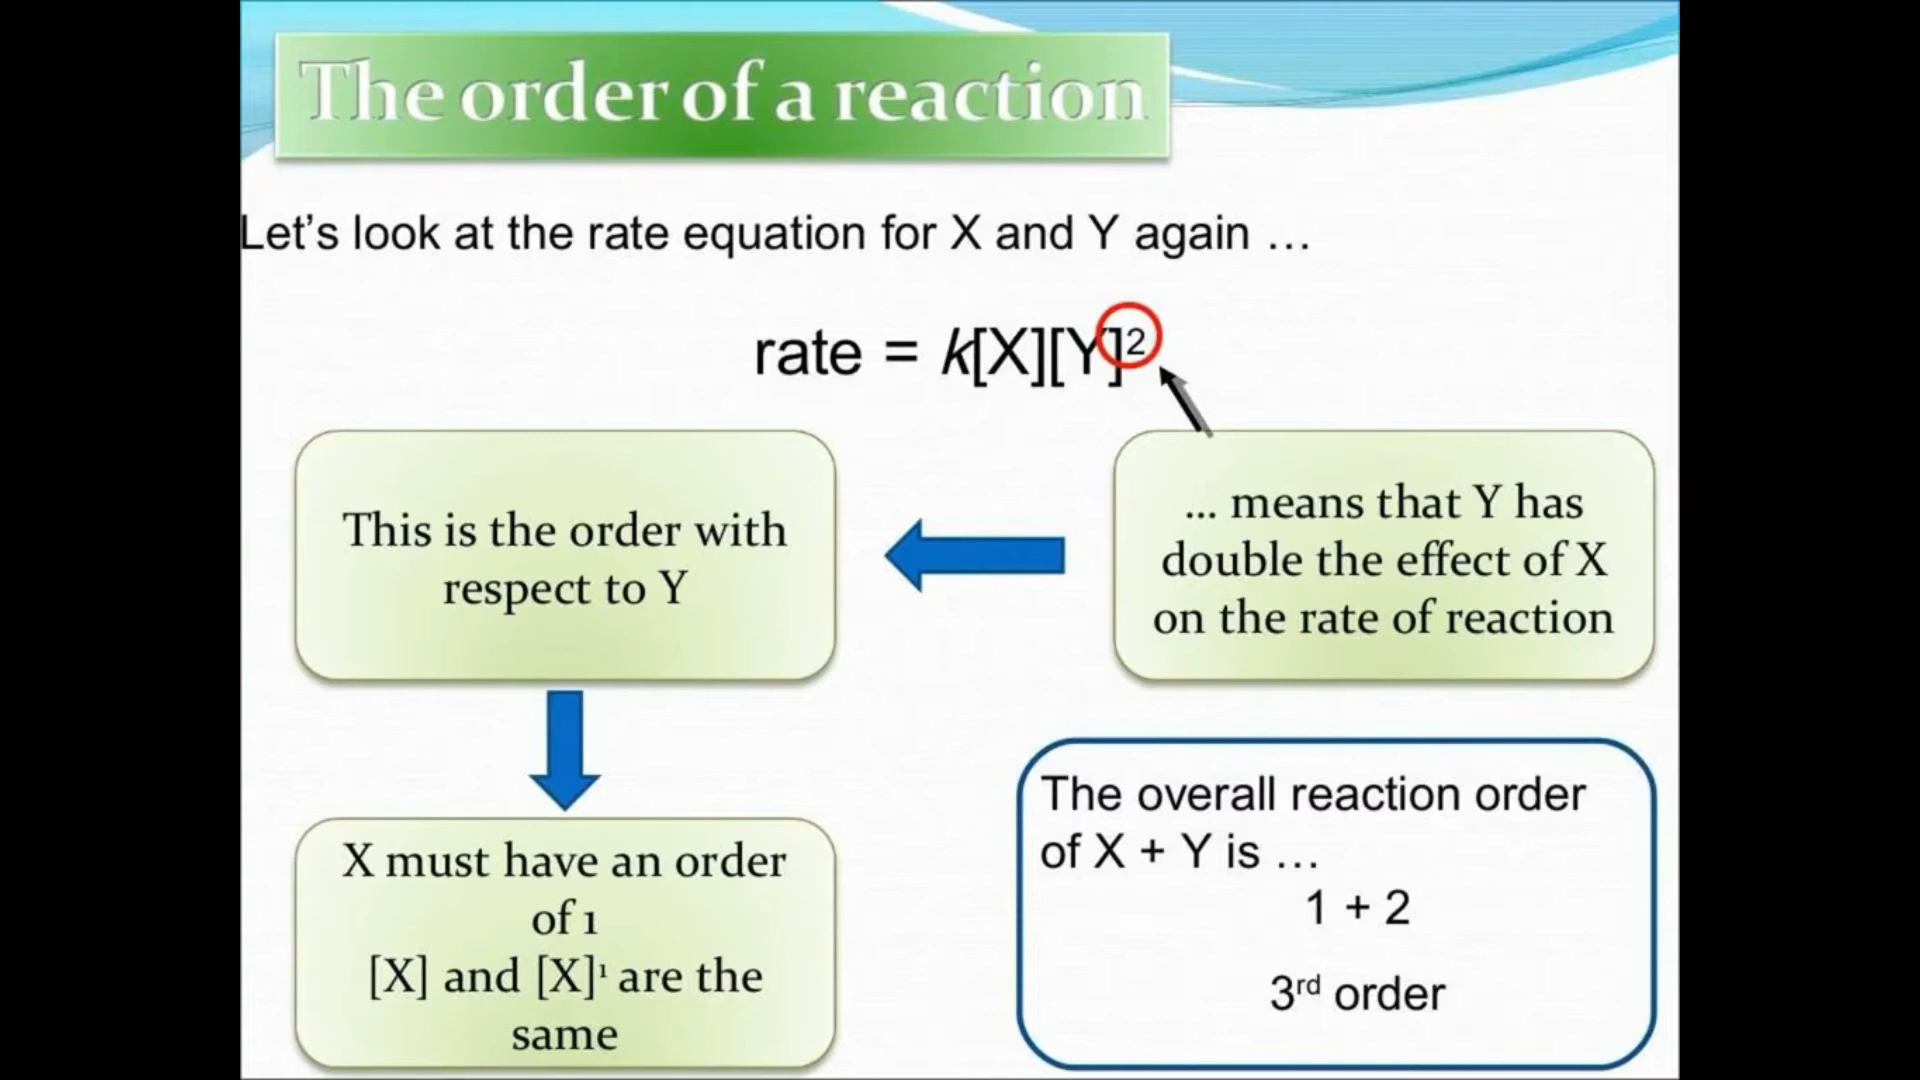 The order of a reaction
Let’s look at the rate equation for X and Y again …
rate = k[X][Y]²
... means that Y has
double the effect of X
on the rate of reaction
This is the order with
respect to Y
X must have an order
of 1
[X] and [X]¹ are the
same
The overall reaction order
of X + Y is …
1 + 2
3rd order